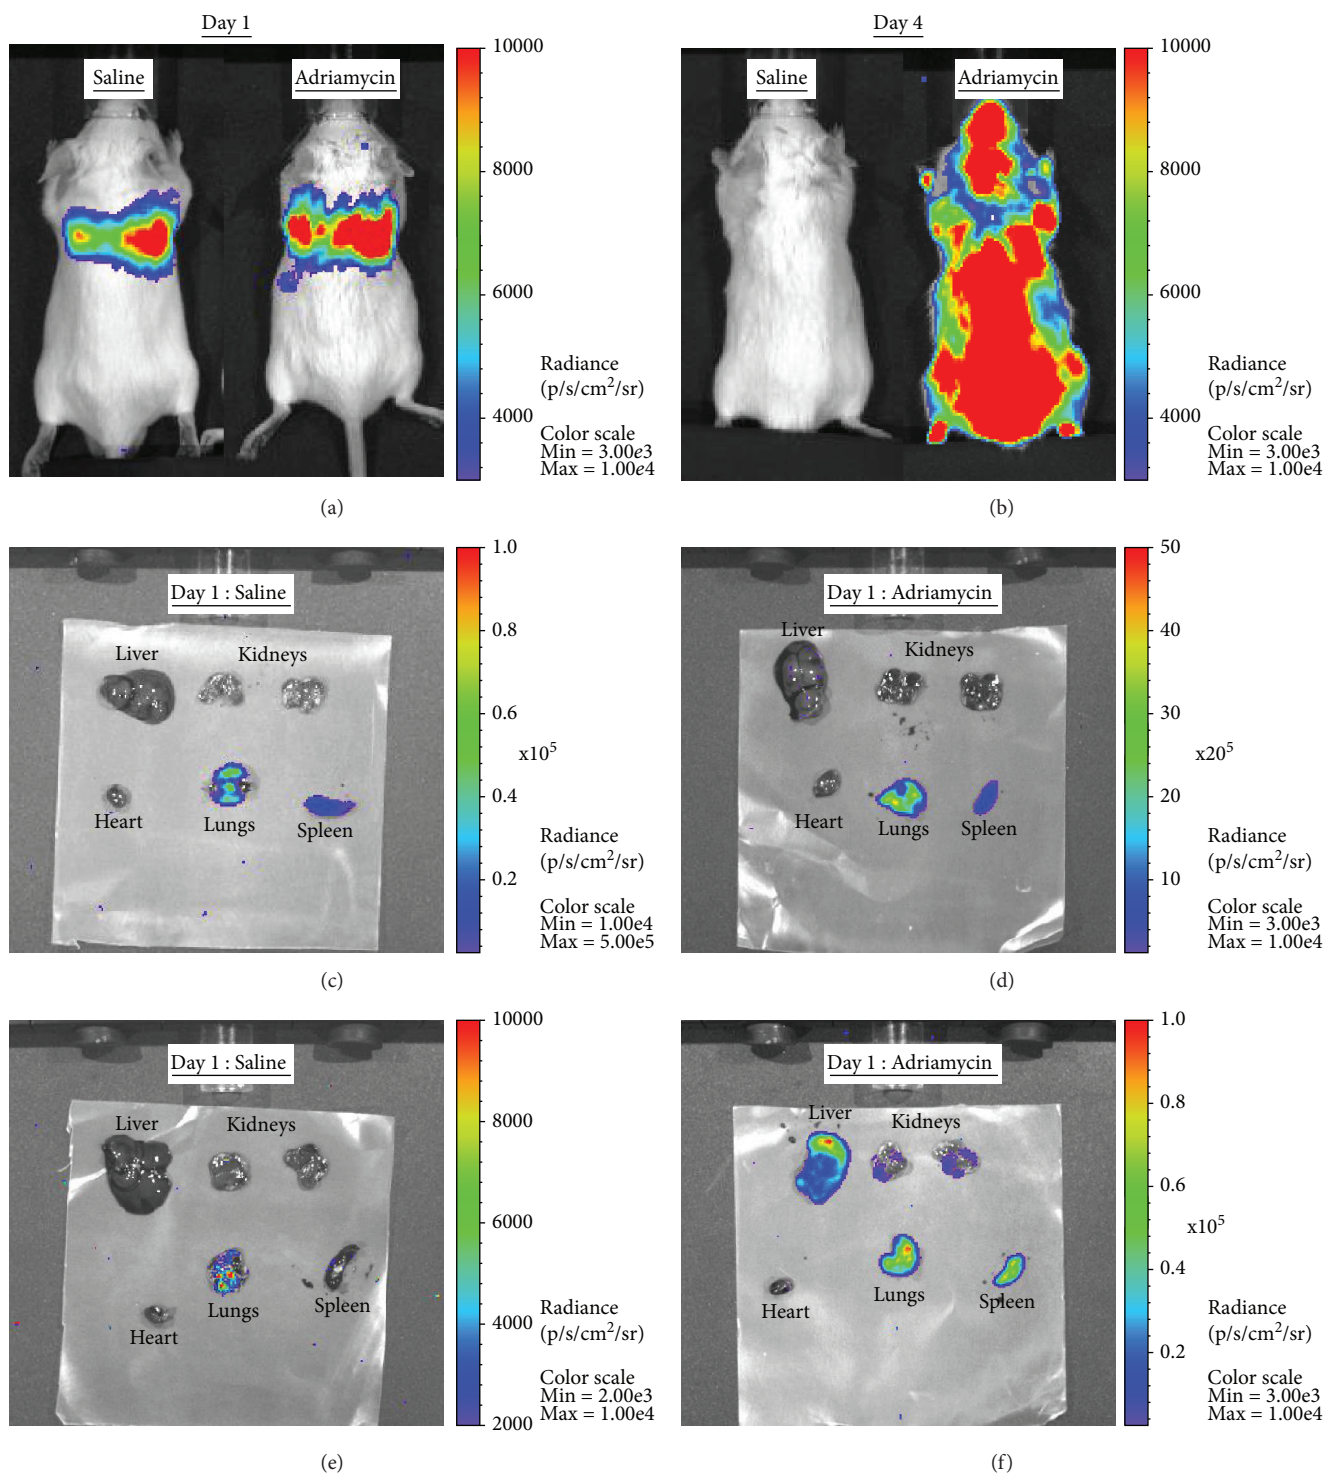 Day 1
Saline
Adriamycin
10000
8000
6000
4000
Radiance
(p/s/cm²/sr)
Color scale
Min = 3.00e3
Max = 1.00e4
(a)
Day 4
Saline
Adriamycin
10000
8000
6000
4000
Radiance
(p/s/cm²/sr)
Color scale
Min = 3.00e3
Max = 1.00e4
(b)
Day 1 : Saline
Liver
Kidneys
Heart
Lungs
Spleen
1.0
0.8
0.6
x10⁵
0.4
0.2
Radiance
(p/s/cm²/sr)
Color scale
Min = 1.00e4
Max = 5.00e5
(c)
Day 1 : Adriamycin
Liver
Kidneys
Heart
Lungs
Spleen
50
40
30
x20⁵
20
10
Radiance
(p/s/cm²/sr)
Color scale
Min = 3.00e3
Max = 1.00e4
(d)
Day 1 : Saline
Liver
Kidneys
Lungs
Spleen
Heart
10000
8000
6000
4000
2000
Radiance
(p/s/cm²/sr)
Color scale
Min = 2.00e3
Max = 1.00e4
(e)
Day 1 : Adriamycin
Liver
Kidneys
Heart
Lungs
Spleen
1.0
0.8
0.6
x10⁵
0.4
0.2
Radiance
(p/s/cm²/sr)
Color scale
Min = 3.00e3
Max = 1.00e4
(f)